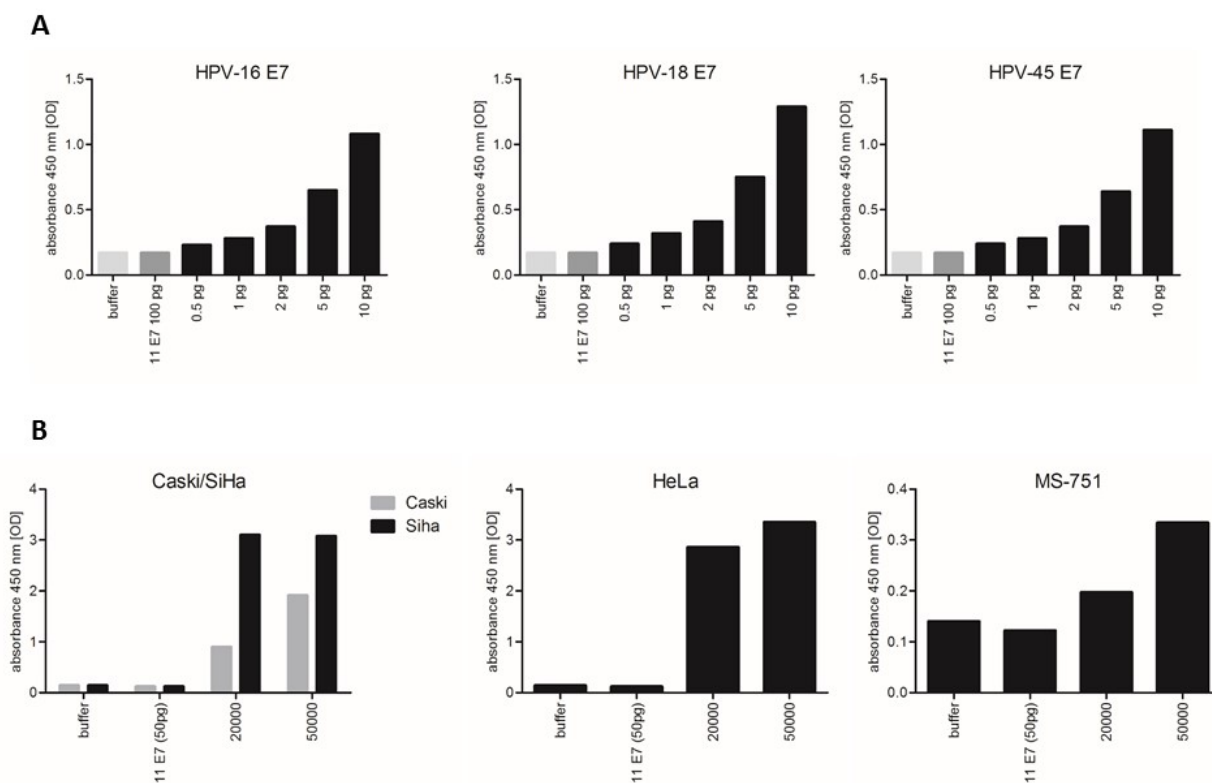 A
HPV-16 E7
absorbance 450 nm [OD]
1.5
1.0
0.5
0.0
buffer
11 E7 100 pg
0.5 pg
1 pg
2 pg
5 pg
10 pg
HPV-18 E7
absorbance 450 nm [OD]
1.5
1.0
0.5
0.0
buffer
11 E7 100 pg
0.5 pg
1 pg
2 pg
5 pg
10 pg
HPV-45 E7
absorbance 450 nm [OD]
1.5
1.0
0.5
0.0
buffer
11 E7 100 pg
0.5 pg
1 pg
2 pg
5 pg
10 pg
B
Caski/SiHa
absorbance 450 nm [OD]
4
3
2
1
0
buffer
11 E7 (50pg)
20000
50000
Caski
Siha
HeLa
absorbance 450 nm [OD]
4
3
2
1
0
buffer
11 E7 (50pg)
20000
50000
MS-751
absorbance 450 nm [OD]
0.4
0.3
0.2
0.1
0.0
buffer
11 E7 (50pg)
20000
50000